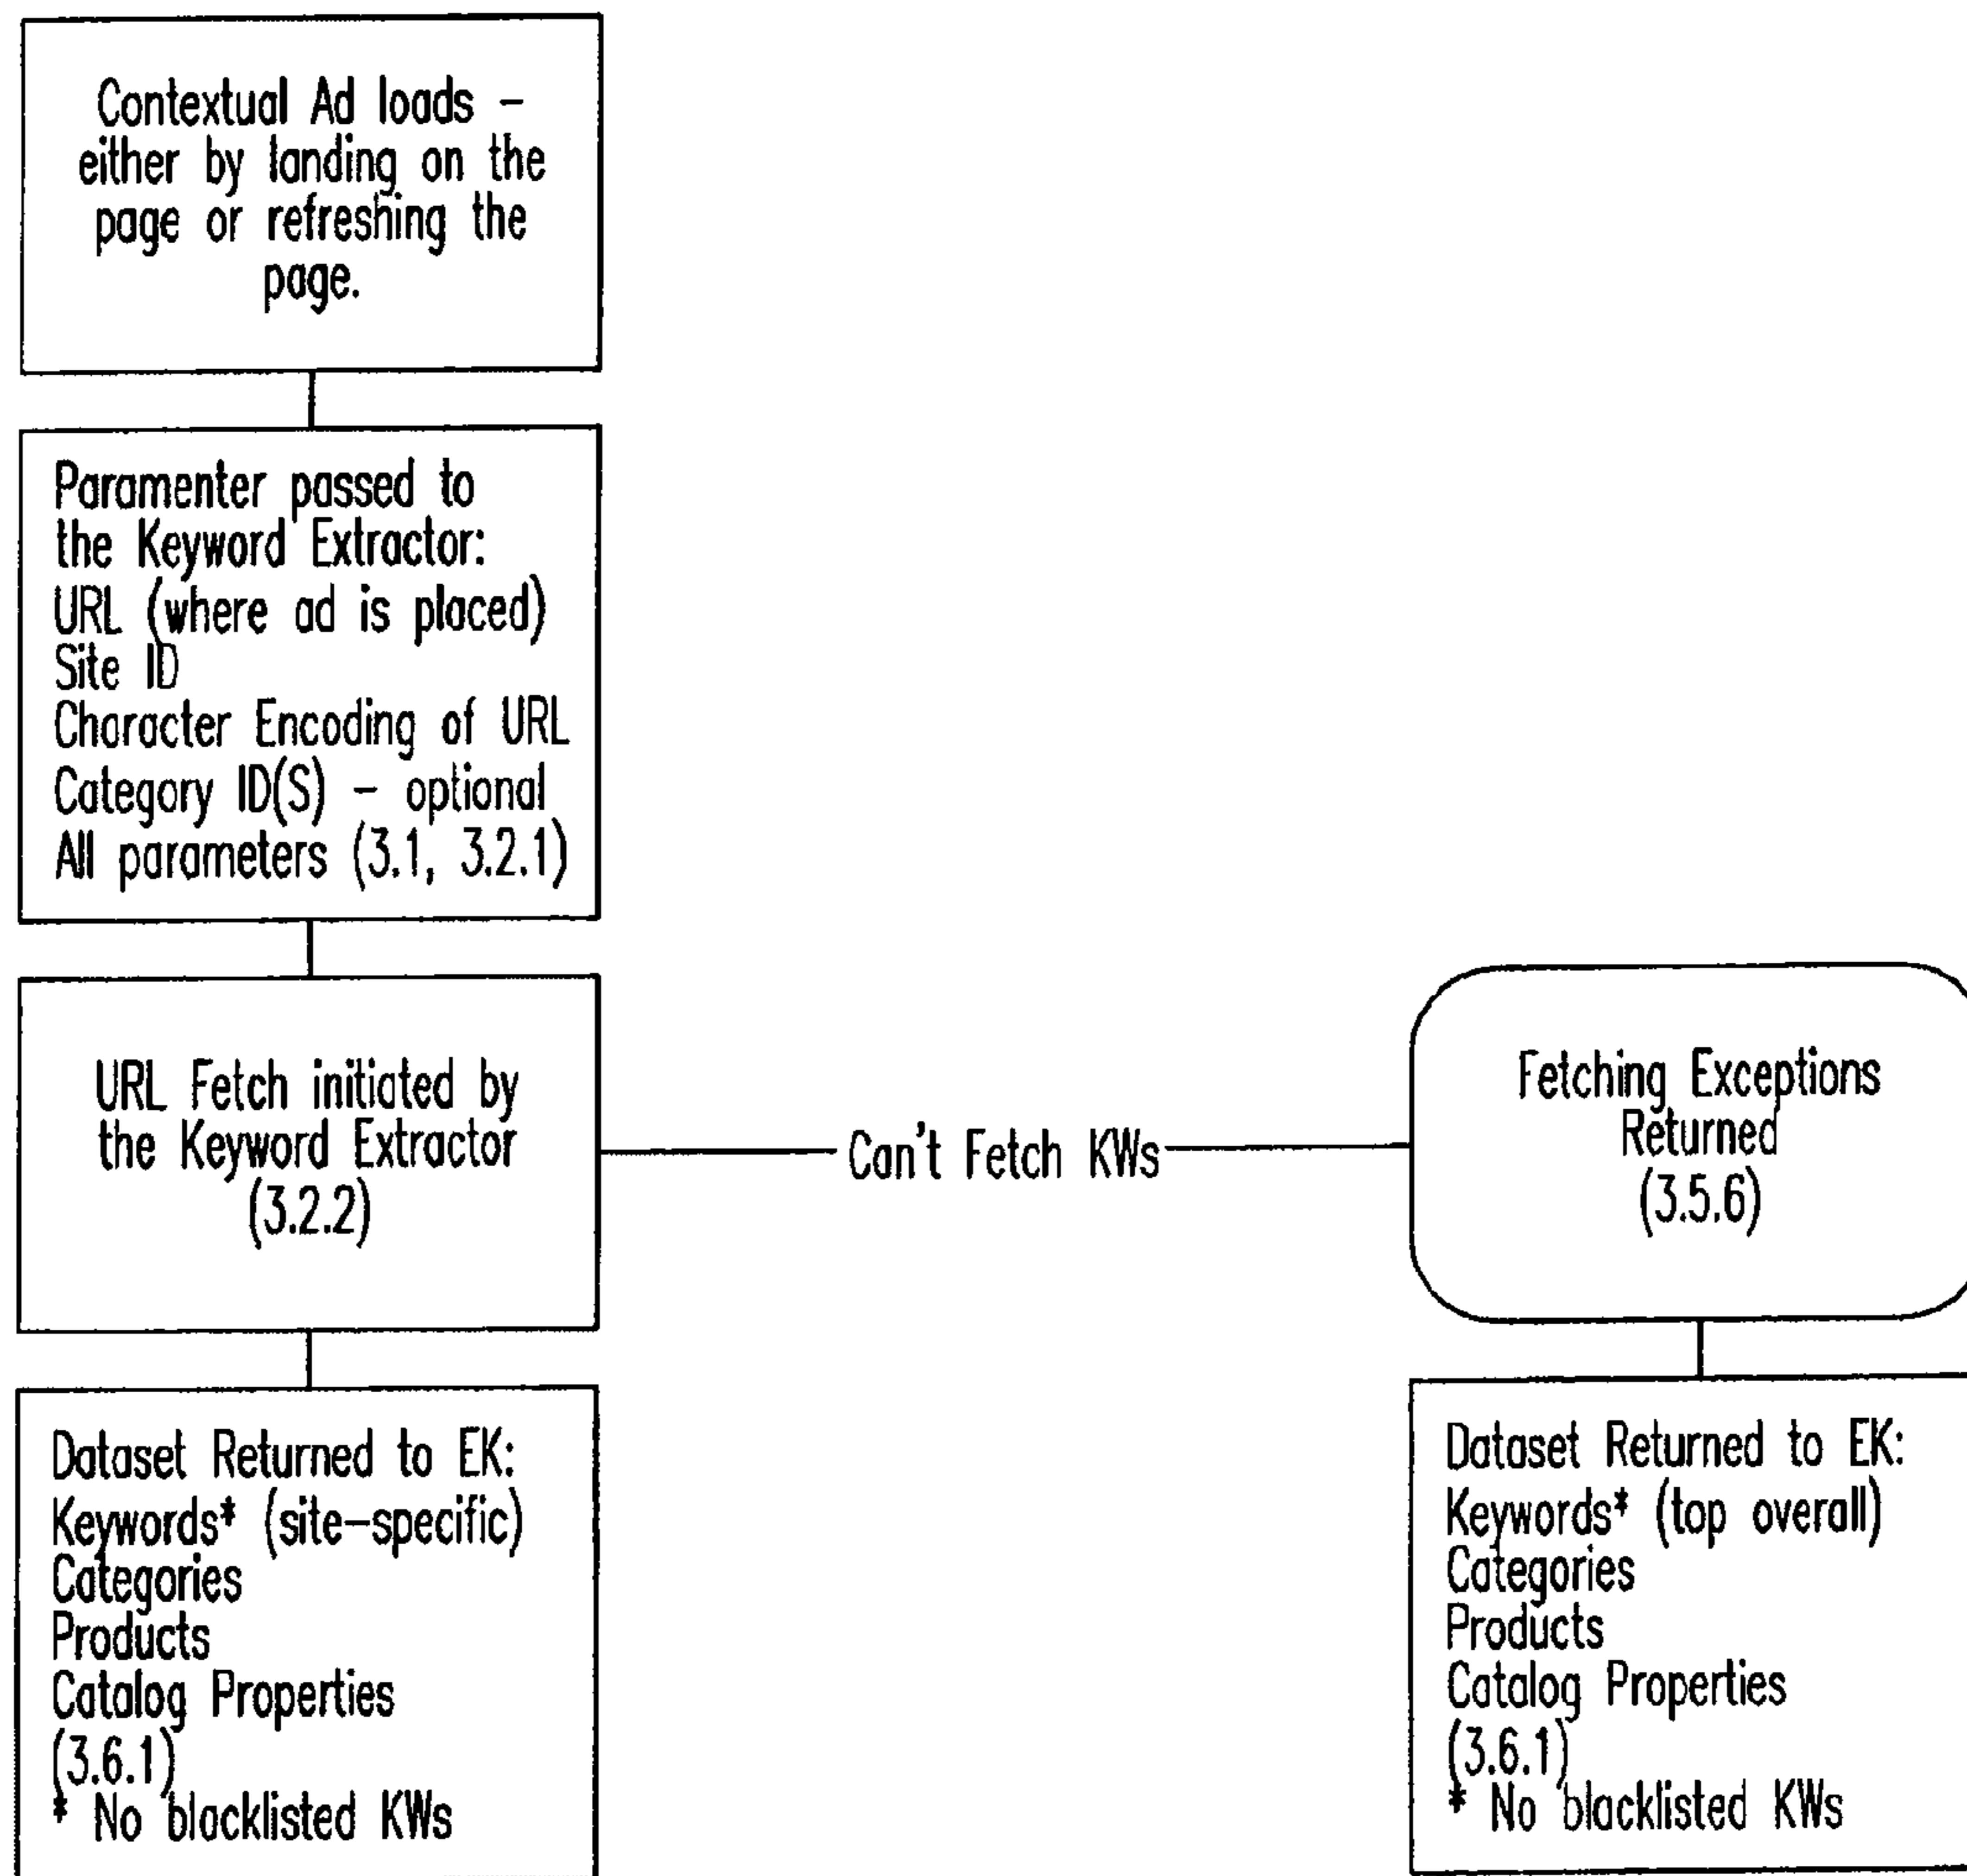 Contextual Ad loads –
either by landing on the
page or refreshing the
page.
Paramenter passed to
the Keyword Extractor:
URL (where ad is placed)
Site ID
Character Encoding of URL
Category ID(S) – optional
All parameters (3.1, 3.2.1)
URL Fetch initiated by
the Keyword Extractor
(3.2.2)
Can't Fetch KWs
Fetching Exceptions
Returned
(3.5.6)
Dataset Returned to EK:
Keywords* (site–specific)
Categories
Products
Catalog Properties
(3.6.1)
* No blacklisted KWs
Dataset Returned to EK:
Keywords* (top overall)
Categories
Products
Catalog Properties
(3.6.1)
* No blacklisted KWs